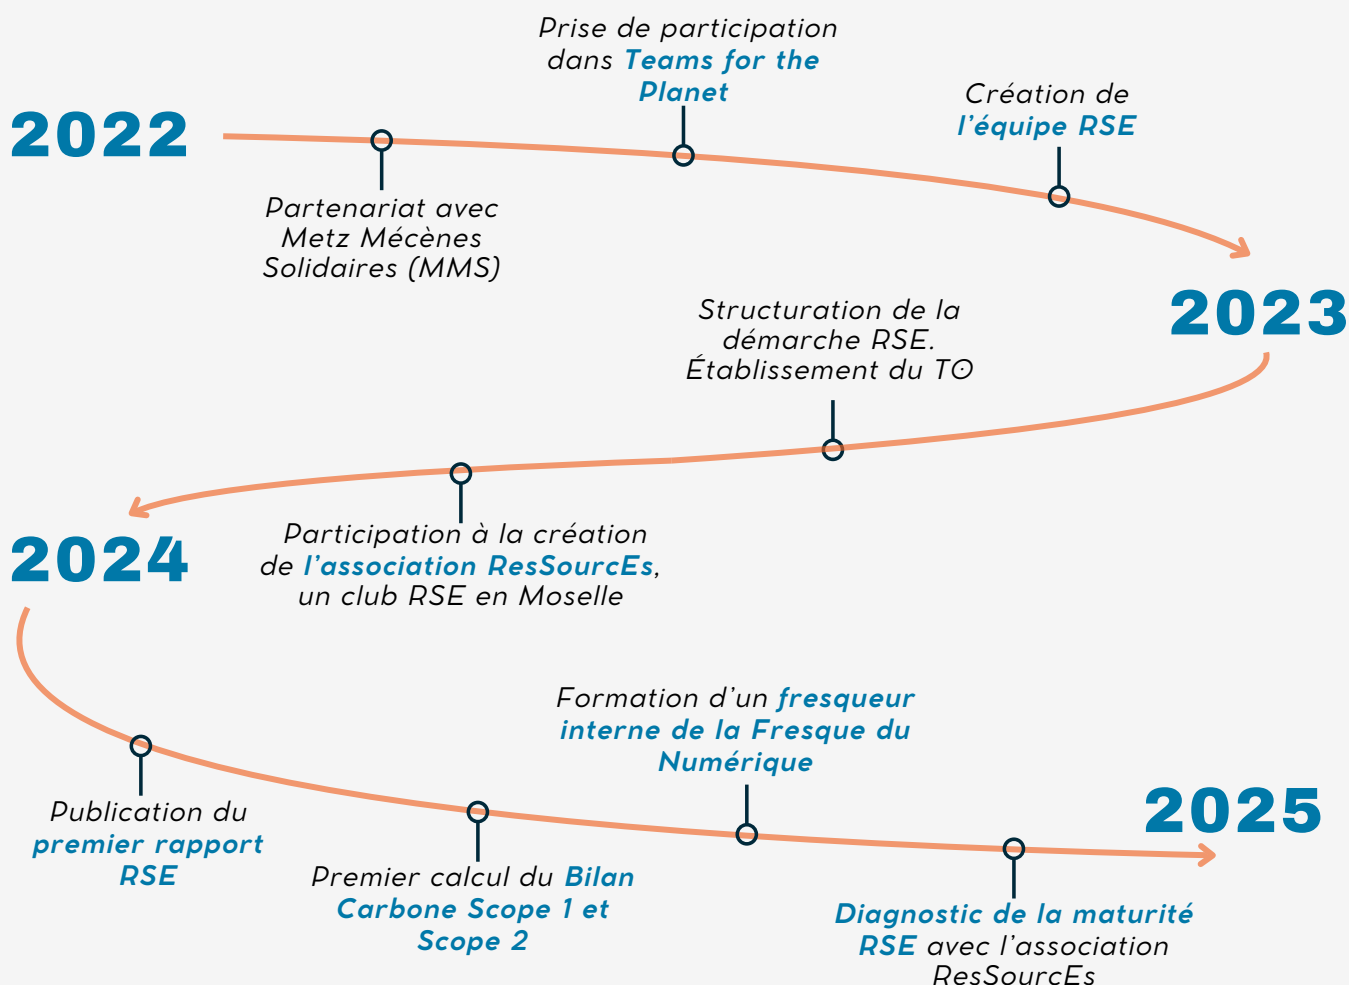 2022
Partenariat avec
Metz Mécènes
Solidaires (MMS)
Prise de participation
dans Teams for the
Planet
Création de
l'équipe RSE
2023
Structuration de la
démarche RSE.
Établissement du T0
Participation à la création
de l'association ResSourcEs,
un club RSE en Moselle
2024
Publication du
premier rapport
RSE
Premier calcul du Bilan
Carbone Scope 1 et
Scope 2
Formation d'un fresqueur
interne de la Fresque du
Numérique
Diagnostic de la maturité
RSE avec l'association
ResSourcEs
2025